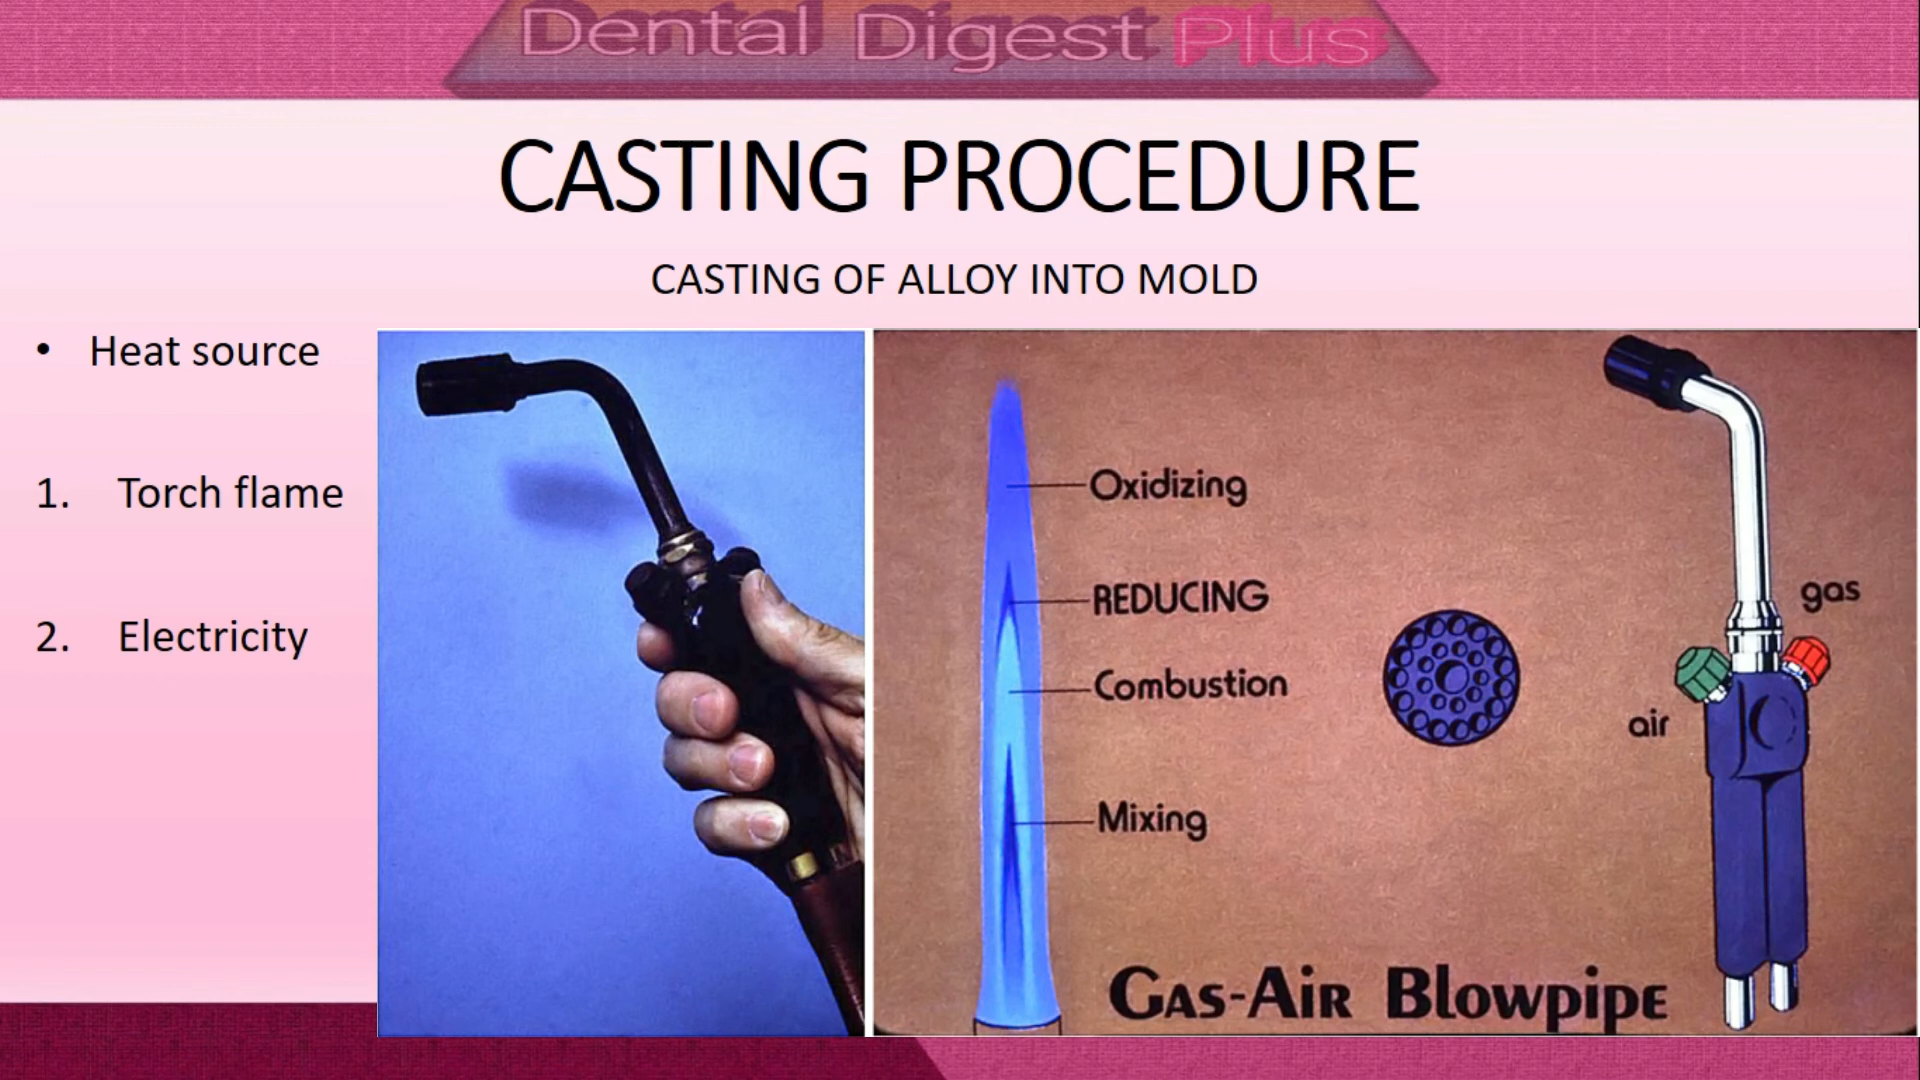 Dental Digest Plus
CASTING PROCEDURE
CASTING OF ALLOY INTO MOLD
• Heat source
1. Torch flame
2. Electricity
Oxidizing
REDUCING
Combustion
Mixing
gas
air
Gas-Air Blowpipe